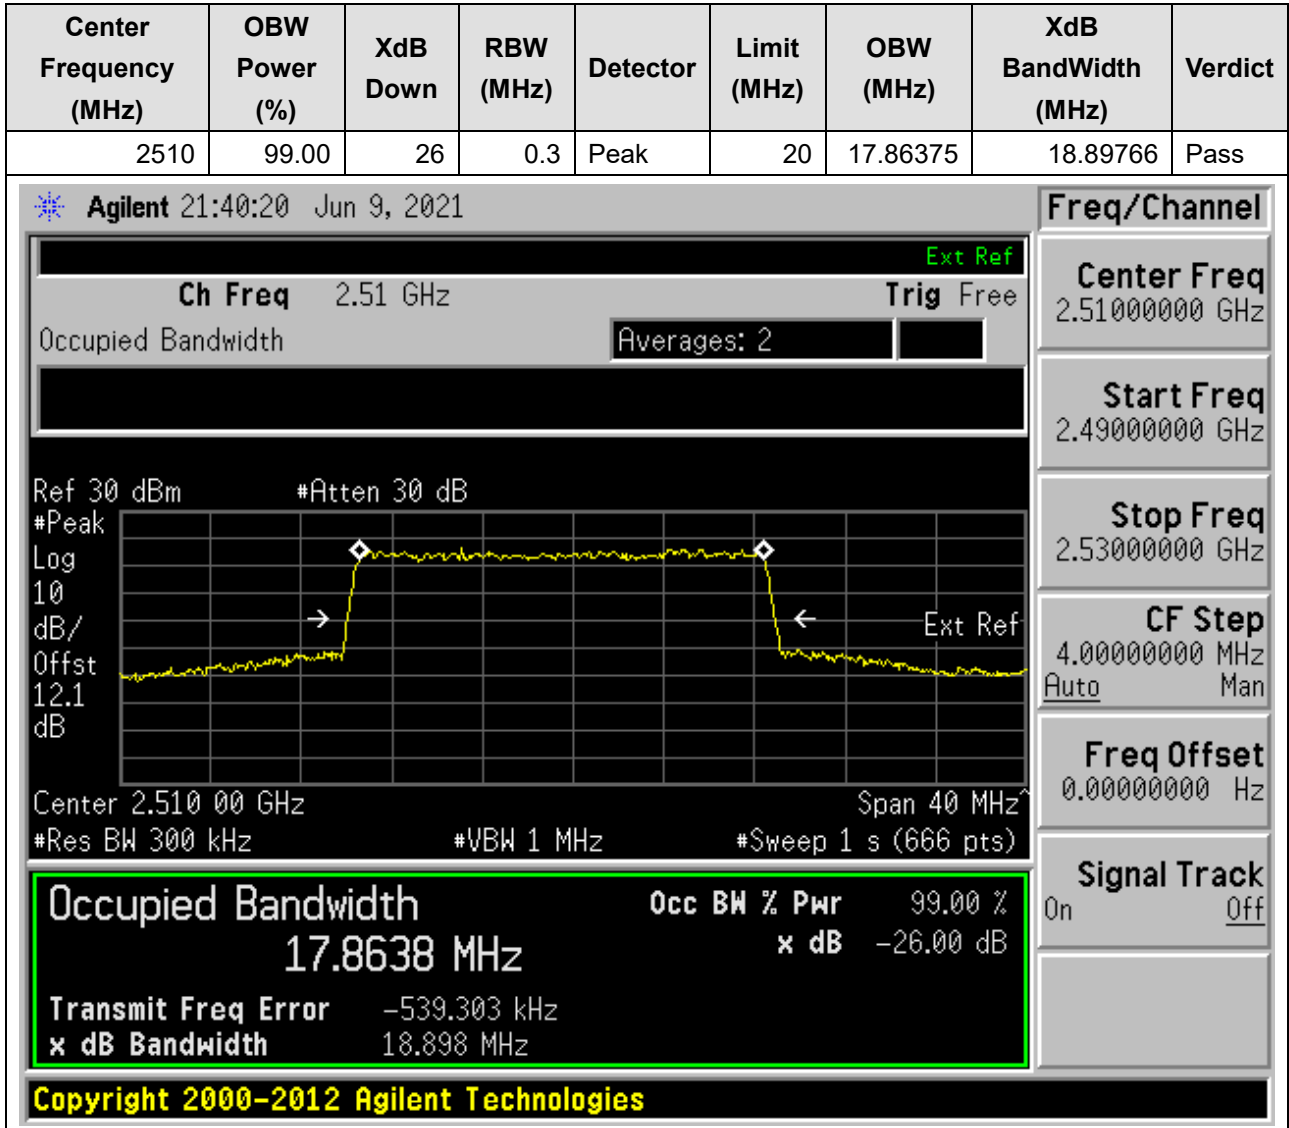 Center Frequency (MHz) OBW Power (%) XdB Down RBW (MHz) Detector Limit (MHz) OBW (MHz) XdB BandWidth (MHz) Verdict
2510 99.00 26 0.3 Peak 20 17.86375 18.89766 Pass
Agilent 21:40:20 Jun 9, 2021
Ext Ref
Ch Freq 2.51 GHz Trig Free
Occupied Bandwidth Averages: 2
Ref 30 dBm #Atten 30 dB
#Peak
Log
10
dB/
Offst
12.1
dB
Ext Ref
Center 2.510 00 GHz Span 40 MHz^
#Res BW 300 kHz #VBW 1 MHz #Sweep 1 s (666 pts)
Occupied Bandwidth Occ BW % Pwr 99.00 %
17.8638 MHz x dB -26.00 dB
Transmit Freq Error -539.303 kHz
x dB Bandwidth 18.898 MHz
Copyright 2000-2012 Agilent Technologies
Freq/Channel
Center Freq
2.51000000 GHz
Start Freq
2.49000000 GHz
Stop Freq
2.53000000 GHz
CF Step
4.00000000 MHz
Auto Man
Freq Offset
0.00000000 Hz
Signal Track
On Off